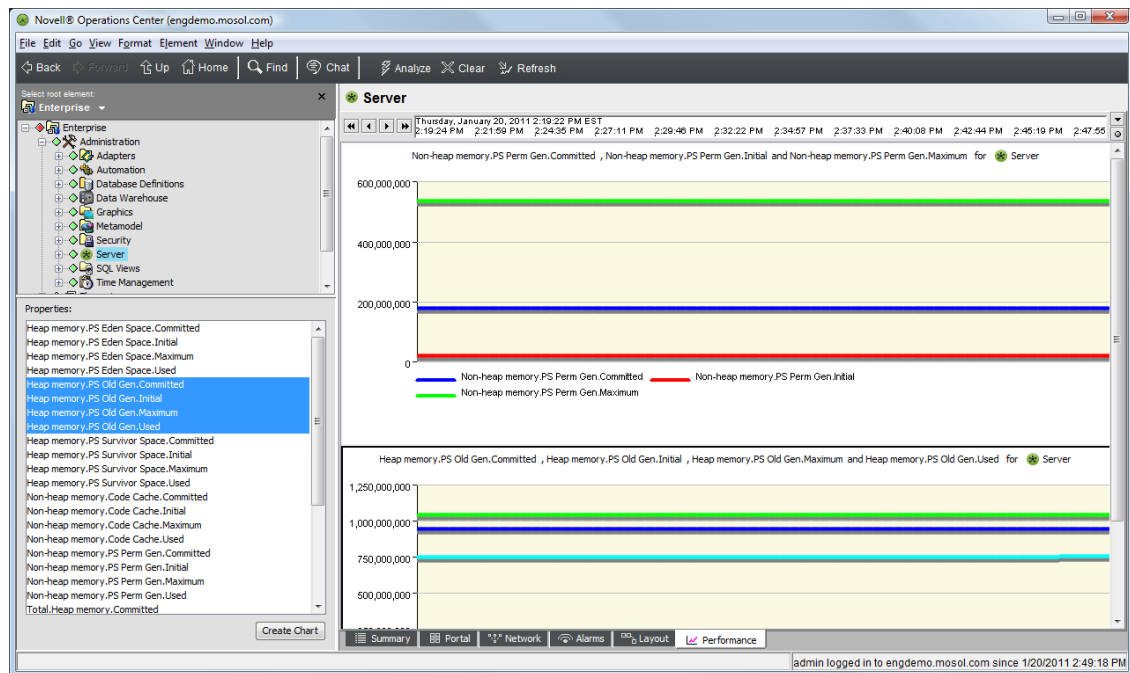 Novell® Operations Center (engdemo.mosol.com)
File Edit Go View Format Element Window Help
Back Forward Up Home Find Chat Analyze Clear Refresh
Select root element:
Enterprise
Enterprise
Administration
Adapters
Automation
Database Definitions
Data Warehouse
Graphics
Metamodel
Security
Server
SQL Views
Time Management
Properties:
Heap memory.PS Eden Space.Committed
Heap memory.PS Eden Space.Initial
Heap memory.PS Eden Space.Maximum
Heap memory.PS Eden Space.Used
Heap memory.PS Old Gen.Committed
Heap memory.PS Old Gen.Initial
Heap memory.PS Old Gen.Maximum
Heap memory.PS Old Gen.Used
Heap memory.PS Survivor Space.Committed
Heap memory.PS Survivor Space.Initial
Heap memory.PS Survivor Space.Maximum
Heap memory.PS Survivor Space.Used
Non-heap memory.Code Cache.Committed
Non-heap memory.Code Cache.Initial
Non-heap memory.Code Cache.Maximum
Non-heap memory.Code Cache.Used
Non-heap memory.PS Perm Gen.Committed
Non-heap memory.PS Perm Gen.Initial
Non-heap memory.PS Perm Gen.Maximum
Non-heap memory.PS Perm Gen.Used
Total.Heap memory.Committed
Create Chart
Server
Thursday, January 20, 2011 2:19:22 PM EST
2:19:24 PM 2:21:59 PM 2:24:35 PM 2:27:11 PM 2:29:46 PM 2:32:22 PM 2:34:57 PM 2:37:33 PM 2:40:08 PM 2:42:44 PM 2:45:19 PM 2:47:55
Non-heap memory.PS Perm Gen.Committed , Non-heap memory.PS Perm Gen.Initial and Non-heap memory.PS Perm Gen.Maximum for Server
600,000,000
400,000,000
200,000,000
0
Non-heap memory.PS Perm Gen.Committed Non-heap memory.PS Perm Gen.Initial
Non-heap memory.PS Perm Gen.Maximum
Heap memory.PS Old Gen.Committed , Heap memory.PS Old Gen.Initial , Heap memory.PS Old Gen.Maximum and Heap memory.PS Old Gen.Used for Server
1,250,000,000
1,000,000,000
750,000,000
500,000,000
Summary Portal Network Alarms Layout Performance
admin logged in to engdemo.mosol.com since 1/20/2011 2:49:18 PM